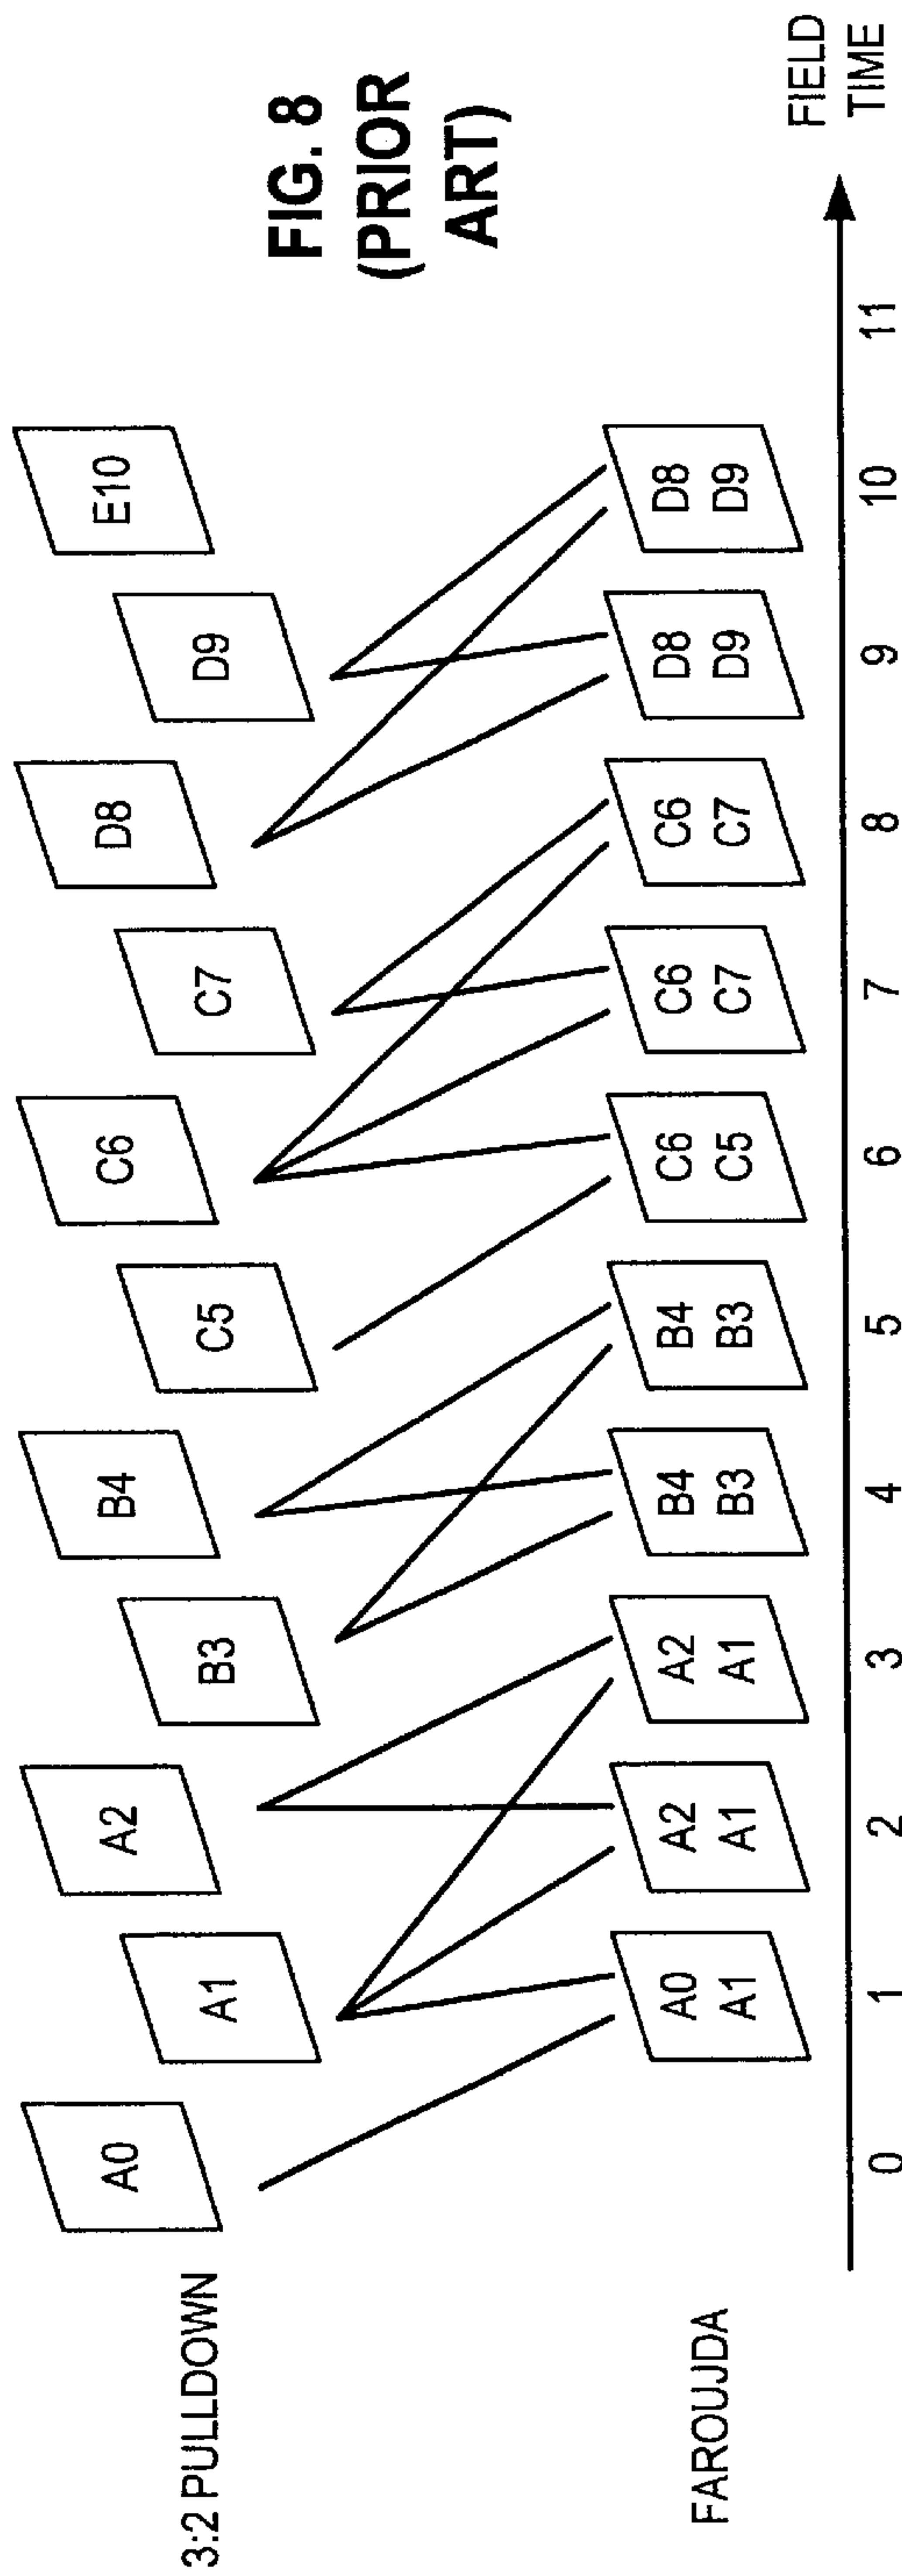 FIG. 8
(PRIOR
ART)
3:2 PULLDOWN
A0
A1
A2
B3
B4
C5
C6
C7
D8
D9
E10
FAROUJDA
A0
A1
A2
A1
A2
A1
B4
B3
B4
B3
C6
C5
C6
C7
C6
C7
D8
D9
D8
D9
0 1 2 3 4 5 6 7 8 9 10 11
FIELD
TIME